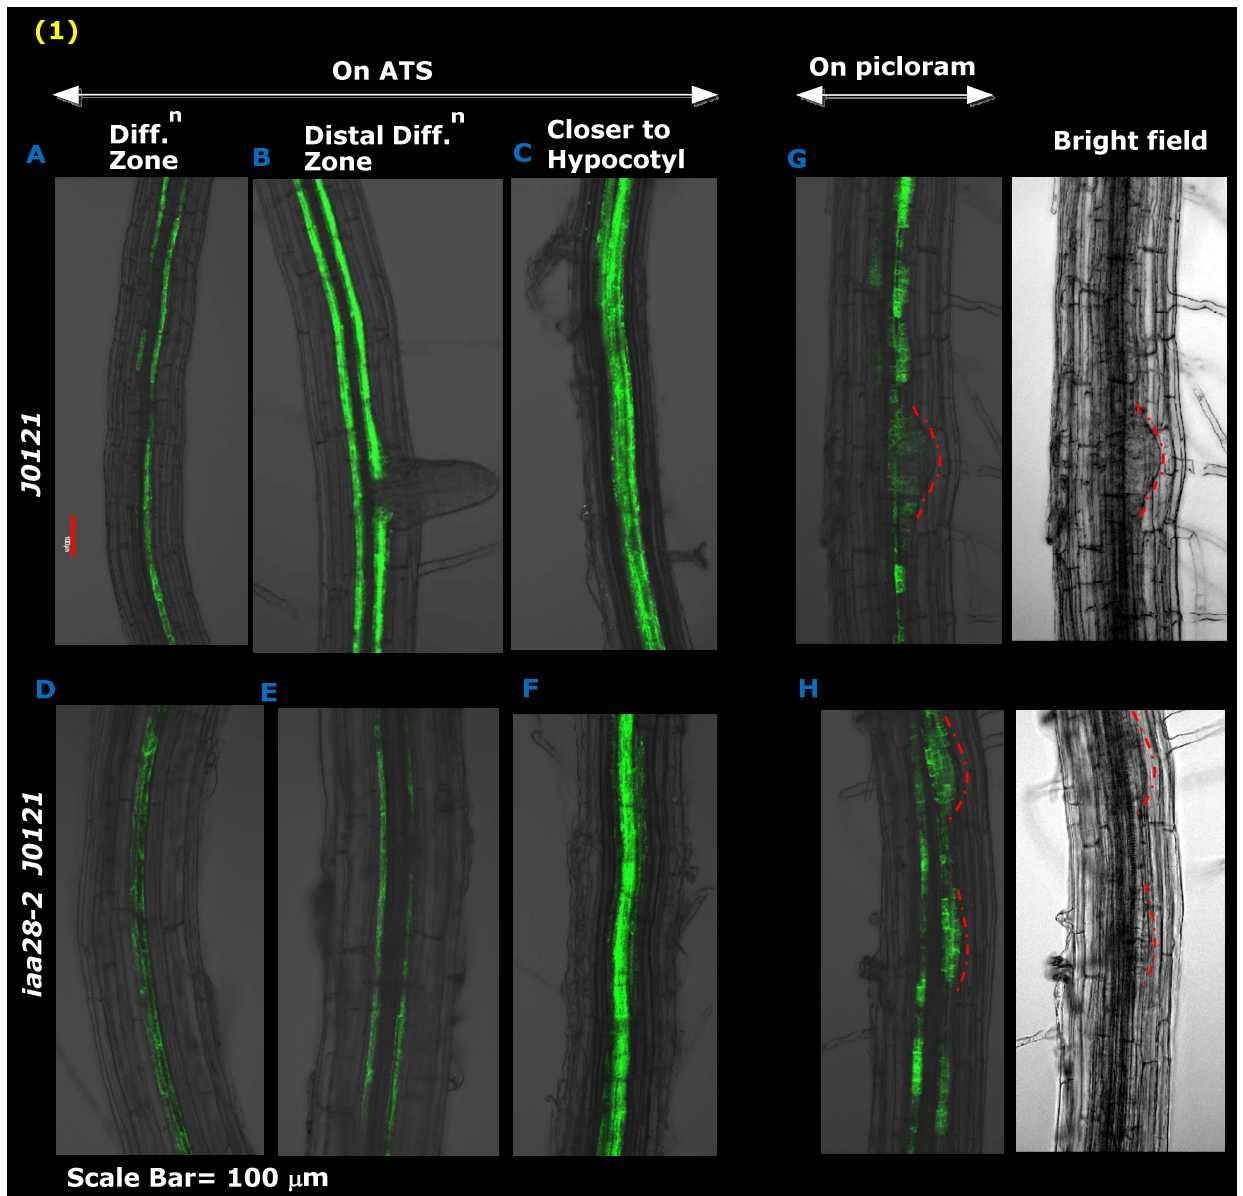 (1)
On ATS
On picloram
A
Diff.n
Zone
B
Distal Diff.n
Zone
C
Closer to
Hypocotyl
G
Bright field
J0121
D
E
F
H
iaa28-2 J0121
Scale Bar= 100 μm